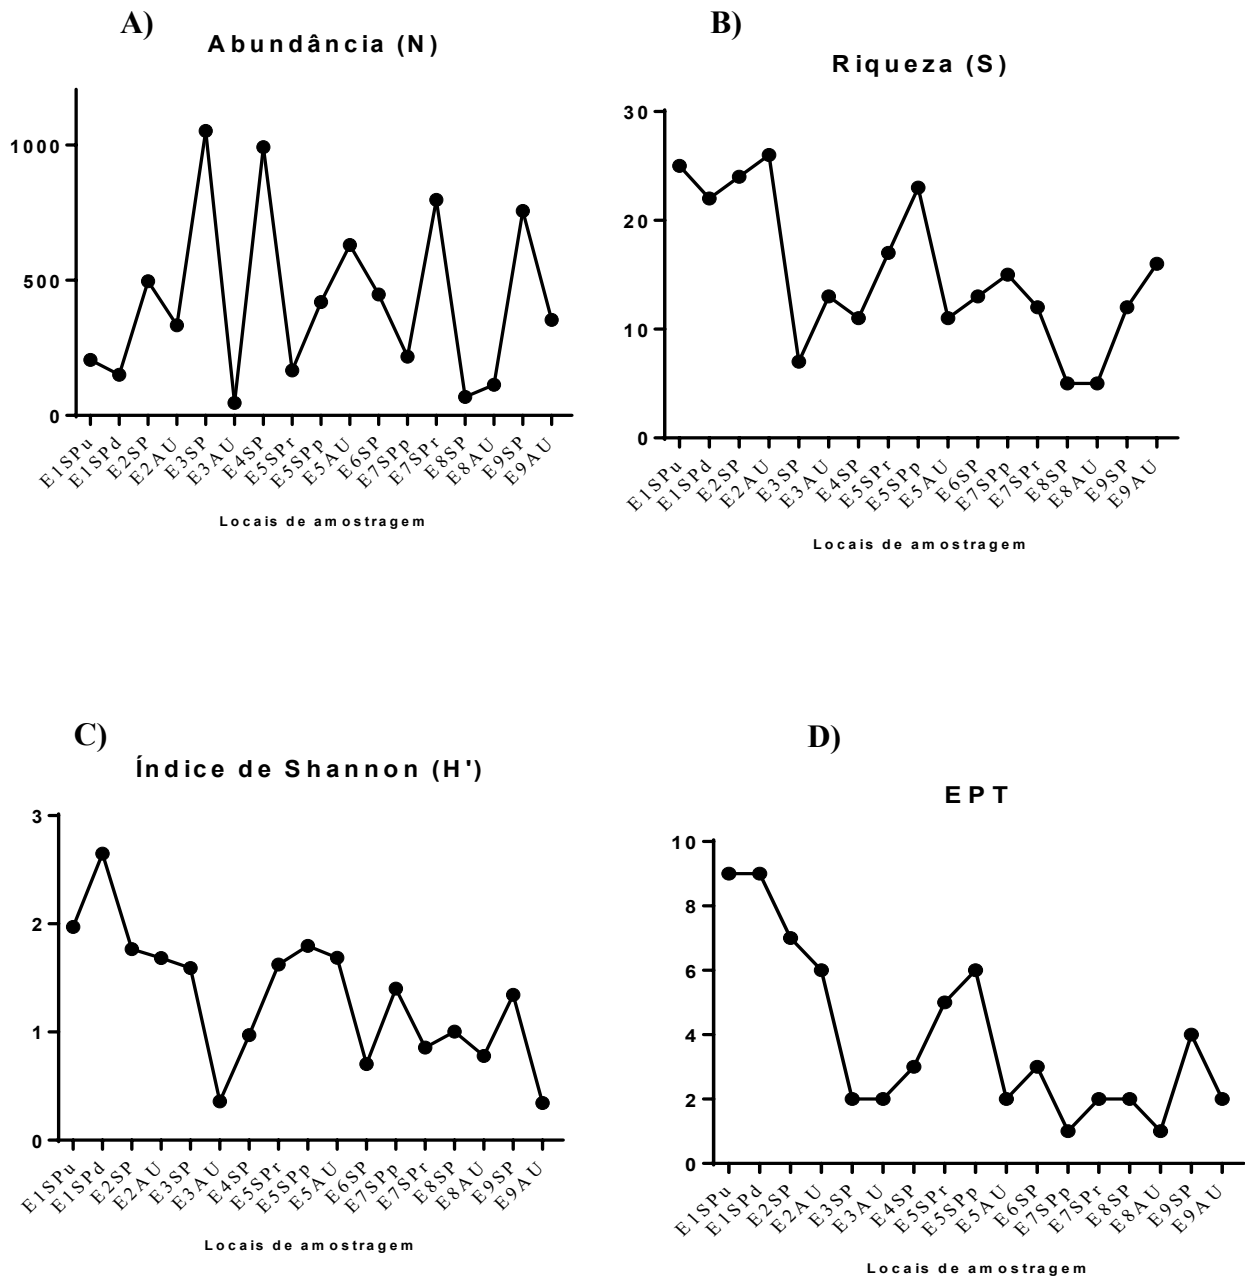 A)
Abundância (N)
1000
500
0
E1SPu
E1SPd
E2SP
E2AU
E3SP
E3AU
E4SP
E5SPr
E5SPp
E5AU
E6SP
E7SPp
E7SPr
E8SP
E8AU
E9SP
E9AU
Locais de amostragem
B)
Riqueza (S)
30
20
10
0
E1SPu
E1SPd
E2SP
E2AU
E3SP
E3AU
E4SP
E5SPr
E5SPp
E5AU
E6SP
E7SPp
E7SPr
E8SP
E8AU
E9SP
E9AU
Locais de amostragem
C)
Índice de Shannon (H')
3
2
1
0
E1SPu
E1SPd
E2SP
E2AU
E3SP
E3AU
E4SP
E5SPr
E5SPp
E5AU
E6SP
E7SPp
E7SPr
E8SP
E8AU
E9SP
E9AU
Locais de amostragem
D)
EPT
10
8
6
4
2
0
E1SPu
E1SPd
E2SP
E2AU
E3SP
E3AU
E4SP
E5SPr
E5SPp
E5AU
E6SP
E7SPp
E7SPr
E8SP
E8AU
E9SP
E9AU
Locais de amostragem